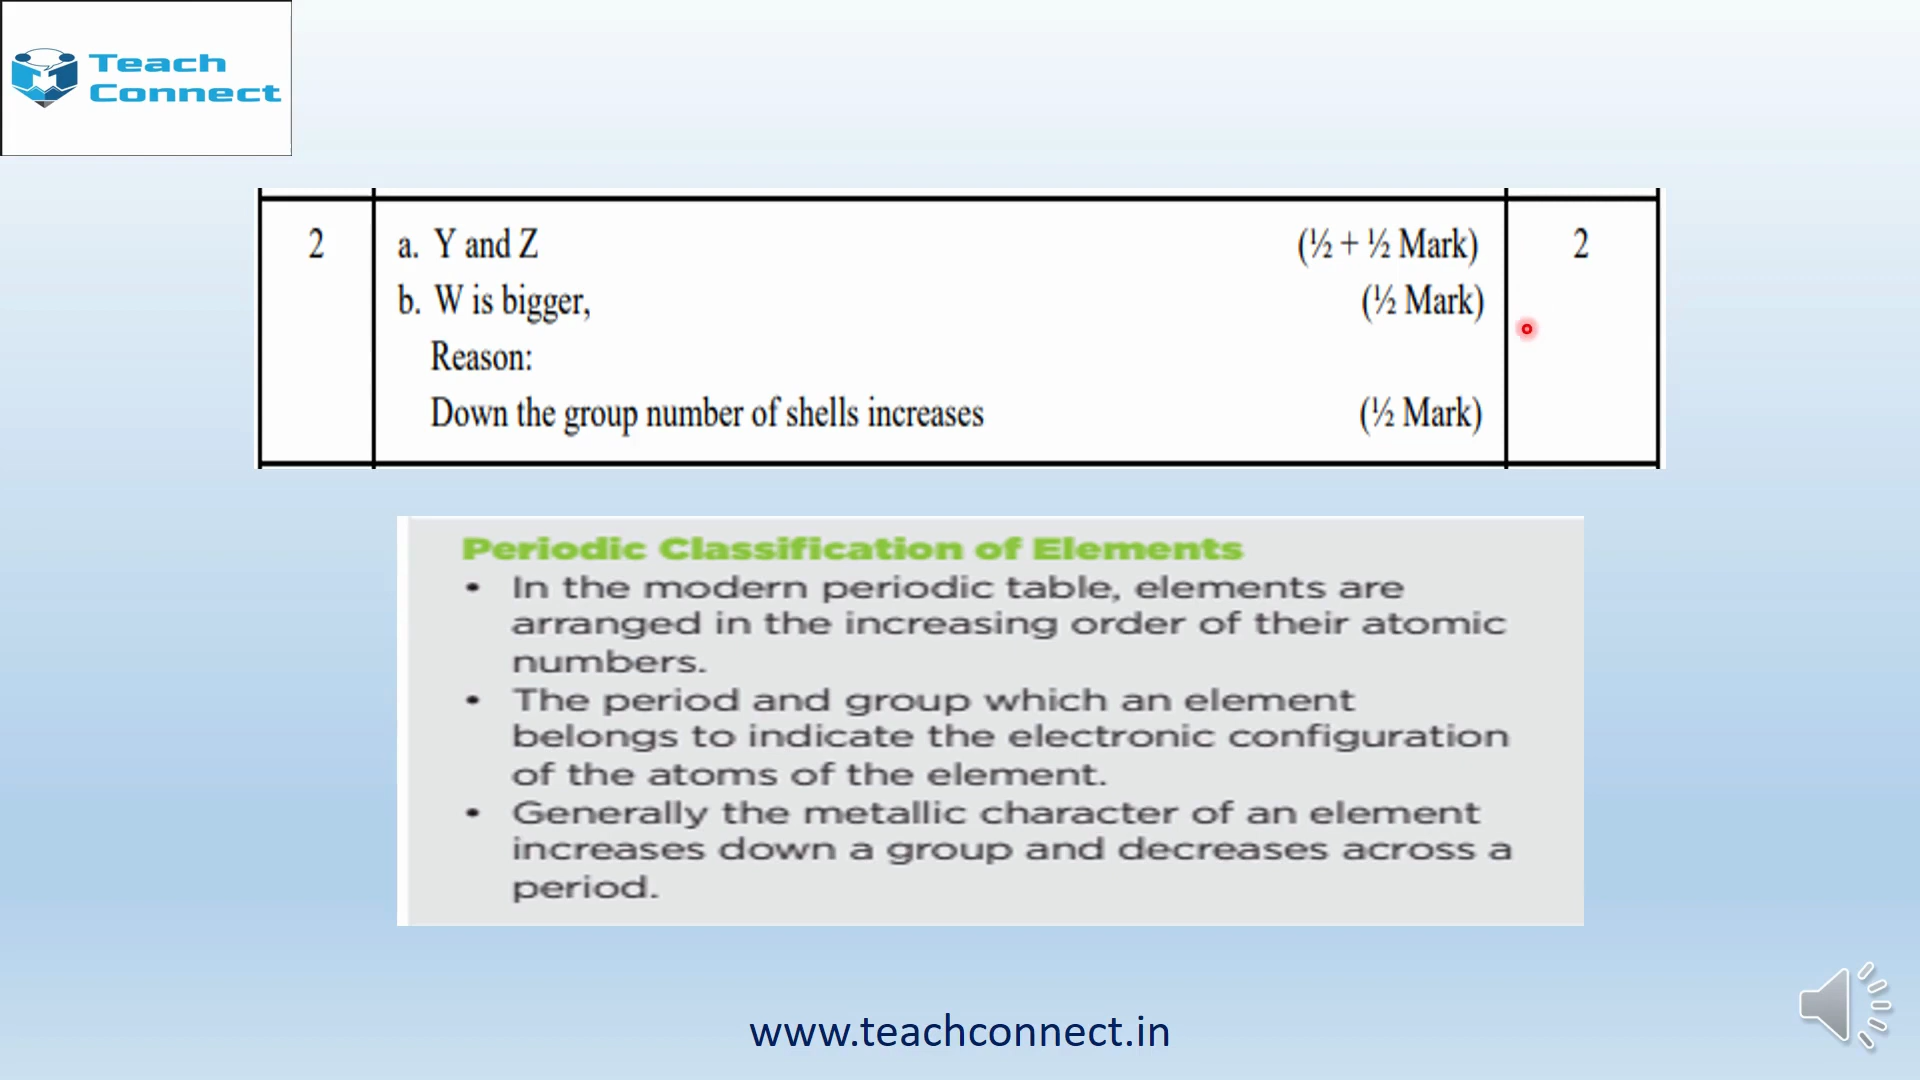 Teach
Connect
2 a. Y and Z (½ + ½ Mark) 2
b. W is bigger, (½ Mark)
Reason:
Down the group number of shells increases (½ Mark)
Periodic Classification of Elements
• In the modern periodic table, elements are
arranged in the increasing order of their atomic
numbers.
• The period and group which an element
belongs to indicate the electronic configuration
of the atoms of the element.
• Generally the metallic character of an element
increases down a group and decreases across a
period.
www.teachconnect.in